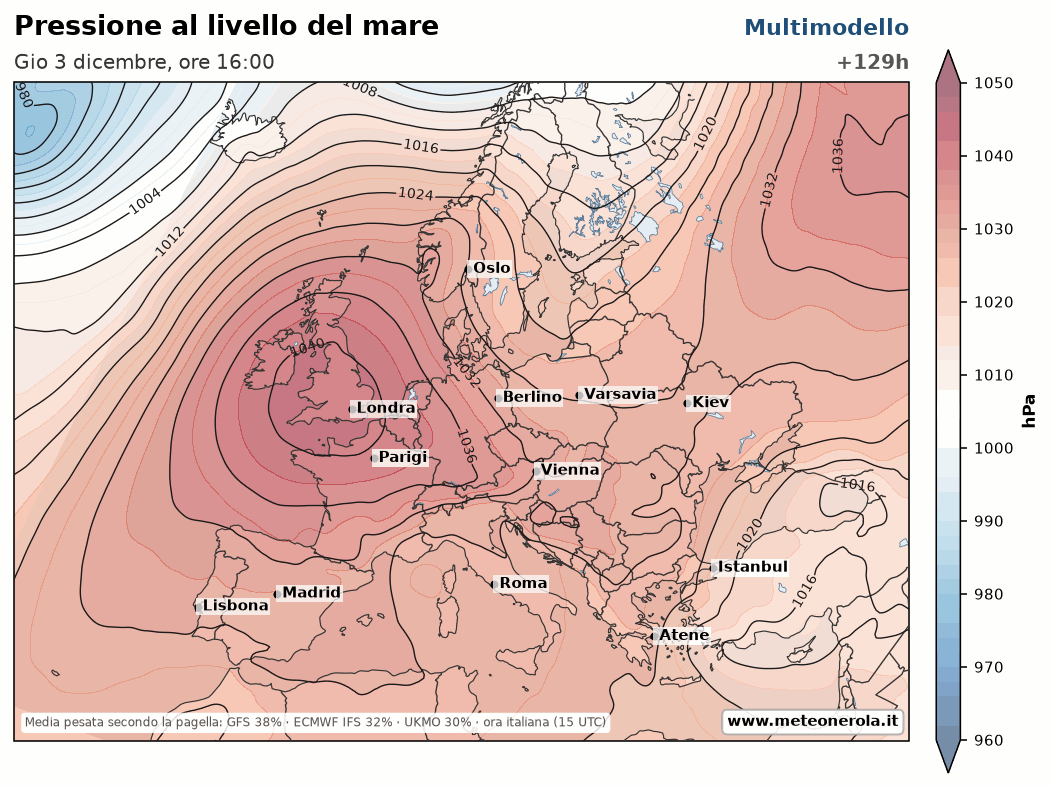 Pressione al livello del mare
Multimodello
Gio 3 dicembre, ore 16:00
+129h
980
1008
1016
1020
1036
1024
1032
1004
1012
Oslo
1040
1032
Berlino
Varsavia
Kiev
Londra
1036
Parigi
Vienna
1016
1020
Istanbul
Madrid
Roma
1016
Lisbona
Atene
Media pesata secondo la pagella: GFS 38% · ECMWF IFS 32% · UKMO 30% · ora italiana (15 UTC)
www.meteonerola.it
1050
1040
1030
1020
1010
1000
990
980
970
960
hPa